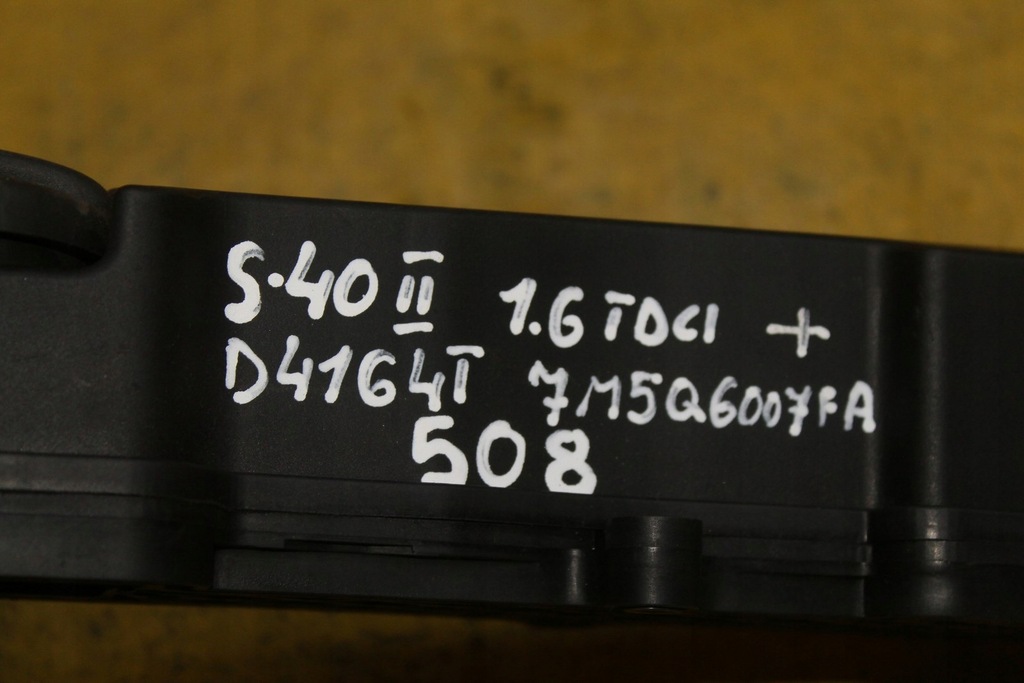 S·40 II 1.6 TDCI +
D4164T 7M5Q6007FA
508